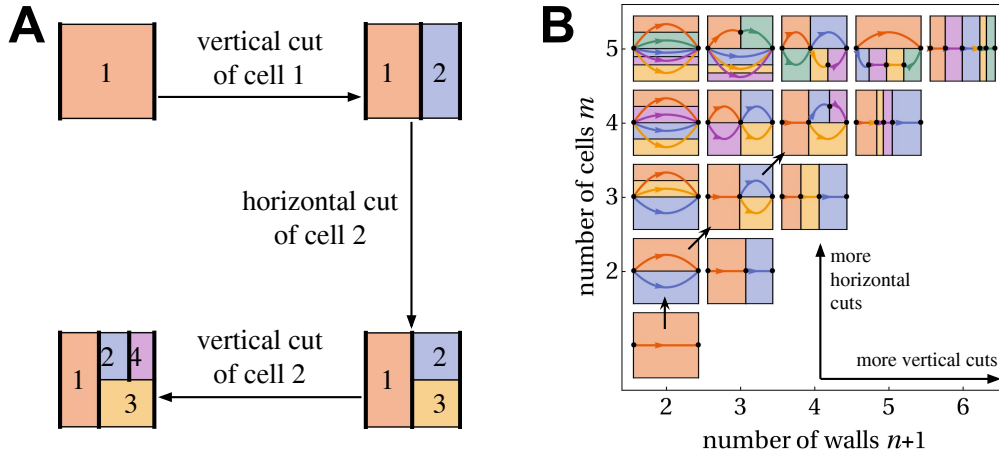 A
1
vertical cut
of cell 1
1
2
horizontal cut
of cell 2
1
2
4
3
vertical cut
of cell 2
1
2
3
B
number of cells m
5
4
3
2
more
horizontal
cuts
more vertical cuts
2
3
4
5
6
number of walls n+1